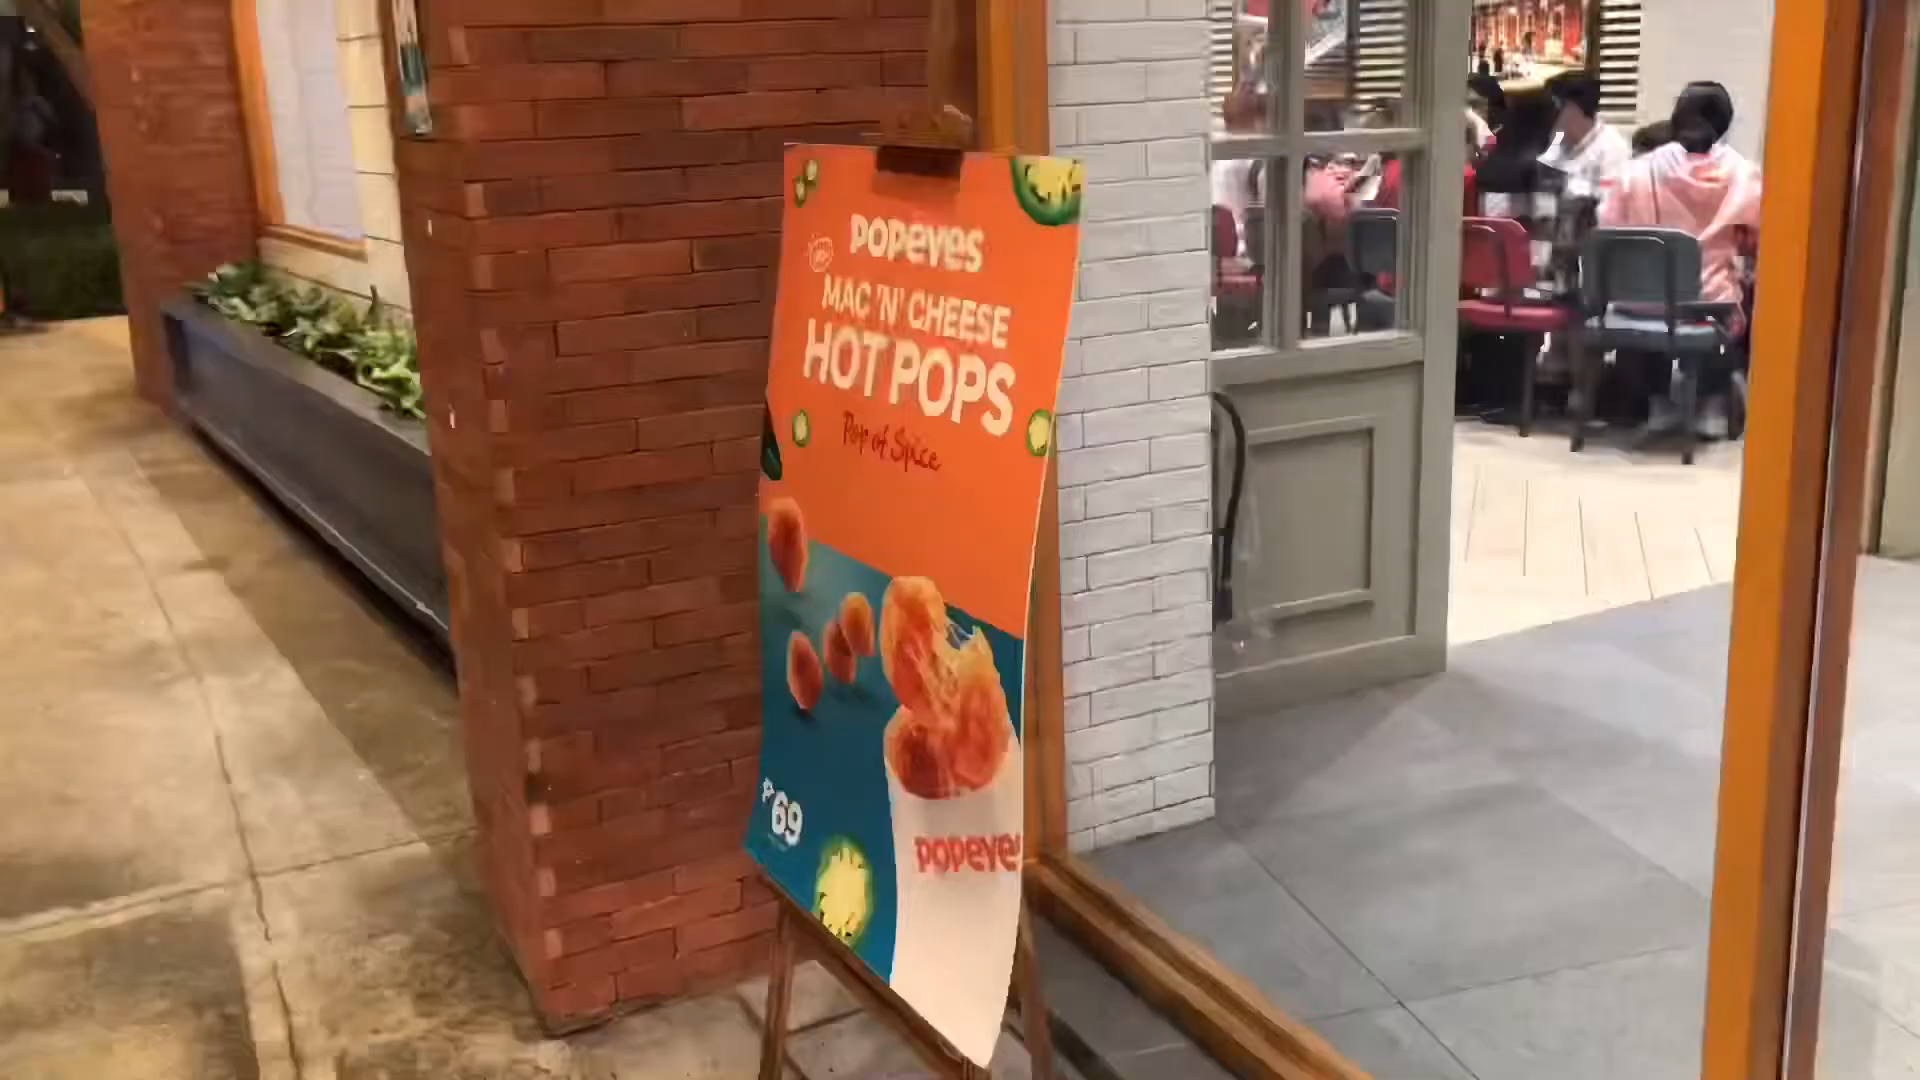 POPEYES
MAC 'N' CHEESE
HOT POPS
Pop of Spice
₱69
POPEYES